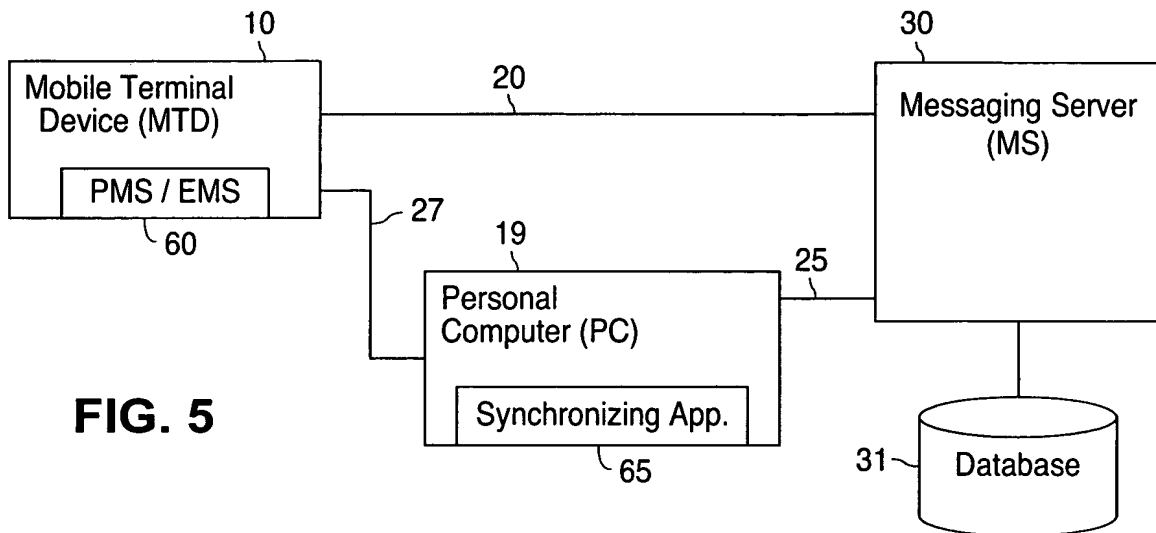 10
30
Mobile Terminal
Device (MTD)
20
Messaging Server
(MS)
PMS / EMS
60
27
19
25
Personal
Computer (PC)
Synchronizing App.
65
FIG. 5
31
Database